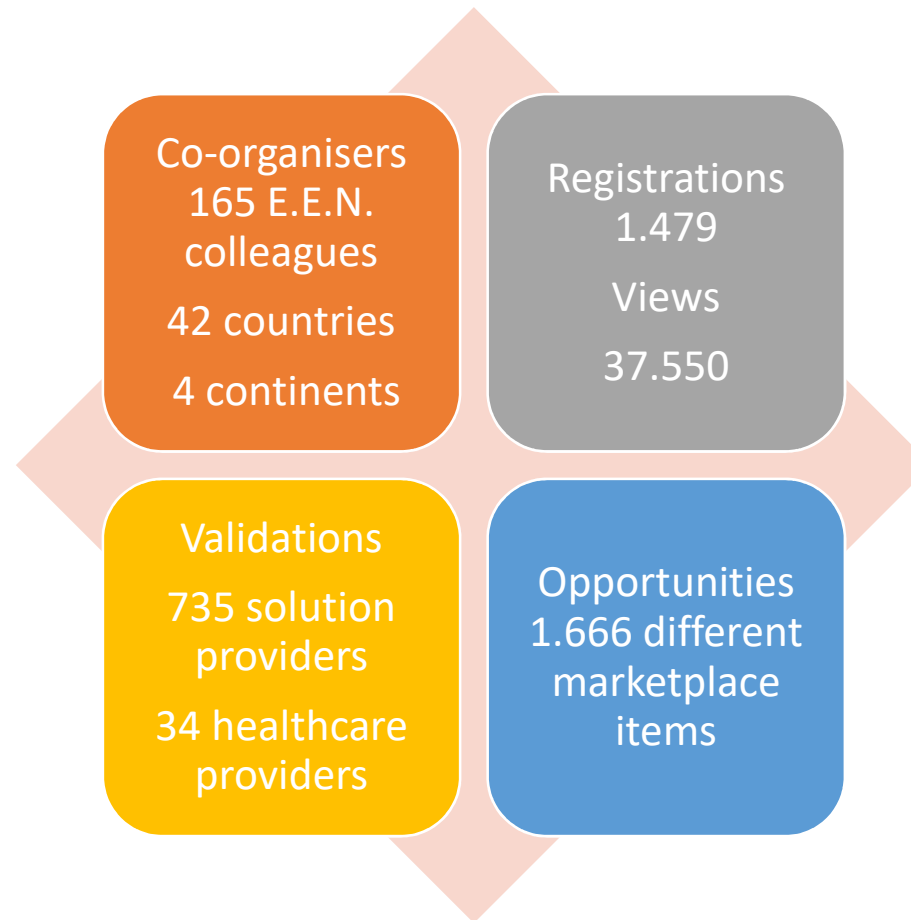 Co-organisers
165 E.E.N.
colleagues
42 countries
4 continents
Registrations
1.479
Views
37.550
Validations
735 solution
providers
34 healthcare
providers
Opportunities
1.666 different
marketplace
items